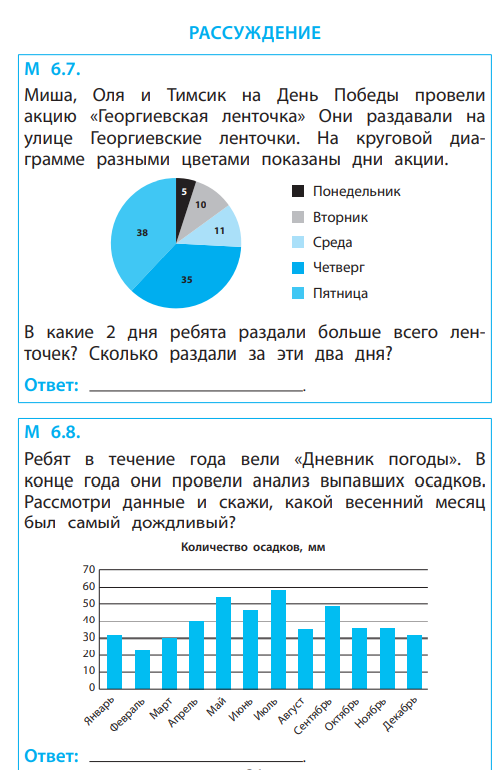 РАССУЖДЕНИЕ
М 6.7.
Миша, Оля и Тимсик на День Победы провели
акцию «Георгиевская ленточка» Они раздавали на
улице Георгиевские ленточки. На круговой диа-
грамме разными цветами показаны дни акции.
5
10
11
35
38
Понедельник
Вторник
Среда
Четверг
Пятница
В какие 2 дня ребята раздали больше всего лен-
точек? Сколько раздали за эти два дня?
Ответ: .
М 6.8.
Ребят в течение года вели «Дневник погоды». В
конце года они провели анализ выпавших осадков.
Рассмотри данные и скажи, какой весенний месяц
был самый дождливый?
Количество осадков, мм
70
60
50
40
30
20
10
0
Январь
Февраль
Март
Апрель
Май
Июнь
Июль
Август
Сентябрь
Октябрь
Ноябрь
Декабрь
Ответ: .